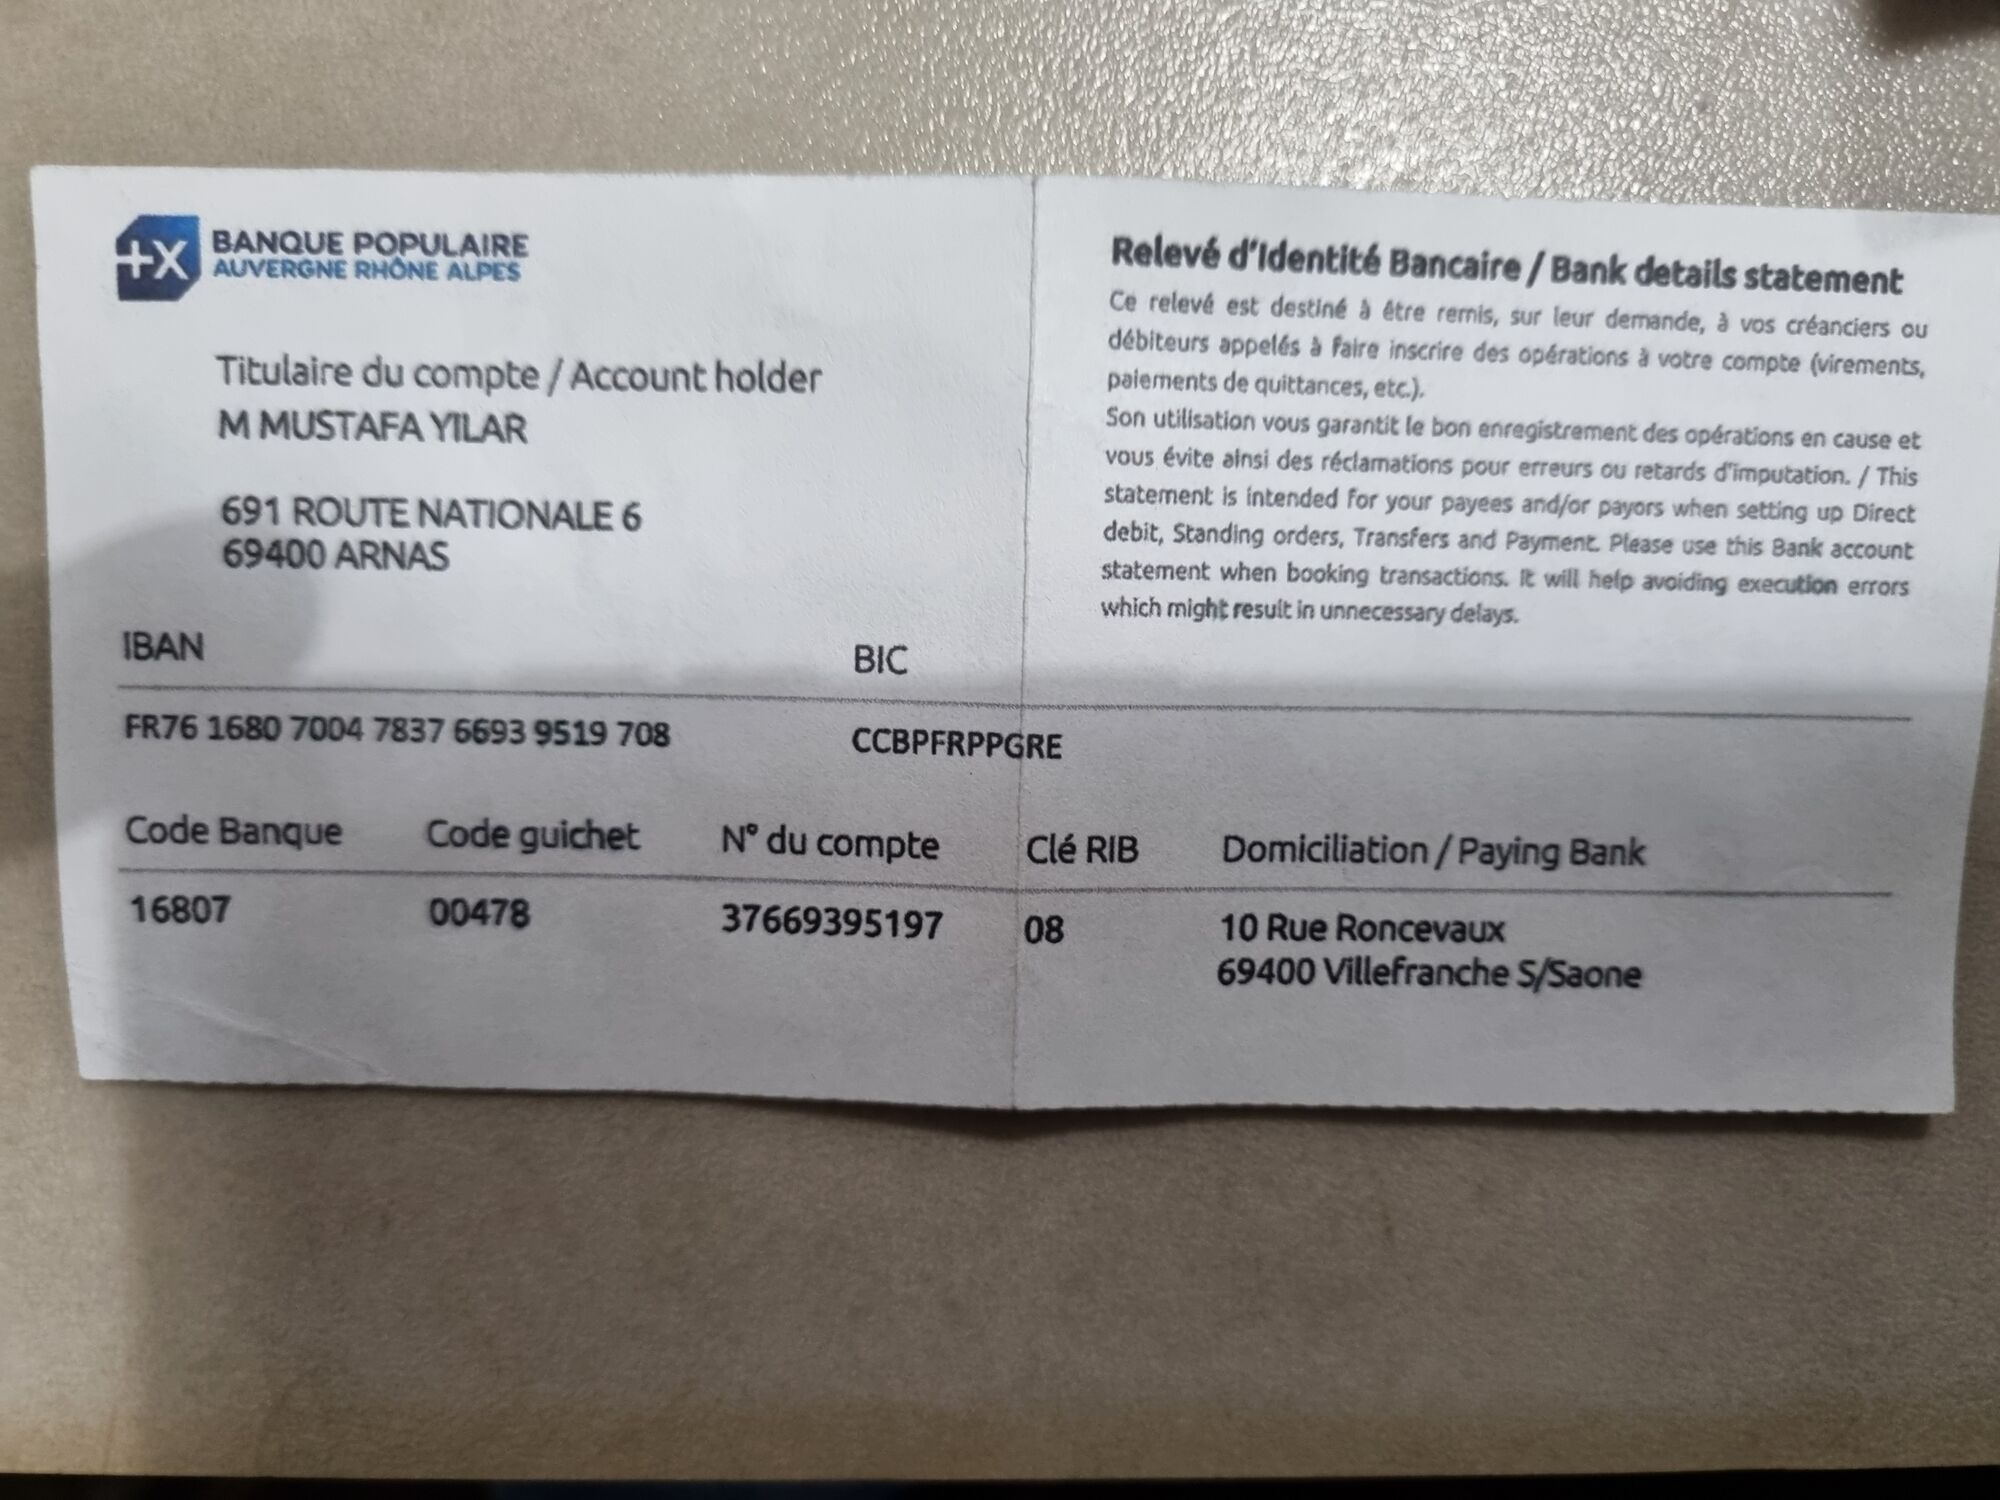 BANQUE POPULAIRE
AUVERGNE RHÔNE ALPES
Titulaire du compte / Account holder
M MUSTAFA YILAR
691 ROUTE NATIONALE 6
69400 ARNAS
Relevé d'Identité Bancaire / Bank details statement
Ce relevé est destiné à être remis, sur leur demande, à vos créanciers ou
débiteurs appelés à faire inscrire des opérations à votre compte (virements,
paiements de quittances, etc.).
Son utilisation vous garantit le bon enregistrement des opérations en cause et
vous évite ainsi des réclamations pour erreurs ou retards d'imputation. / This
statement is intended for your payees and/or payors when setting up Direct
debit, Standing orders, Transfers and Payment. Please use this Bank account
statement when booking transactions. It will help avoiding execution errors
which might result in unnecessary delays.
IBAN BIC
FR76 1680 7004 7837 6693 9519 708 CCBPFRPPGRE
Code Banque Code guichet N° du compte Clé RIB Domiciliation / Paying Bank
16807 00478 37669395197 08 10 Rue Roncevaux
69400 Villefranche S/Saone